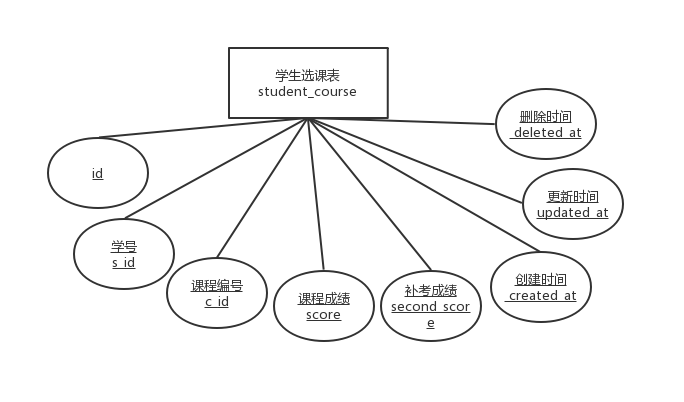 学生选课表
student_course
删除时间
deleted_at
id
更新时间
updated_at
学号
s_id
课程编号
c_id
课程成绩
score
补考成绩
second_scor
e
创建时间
created_at